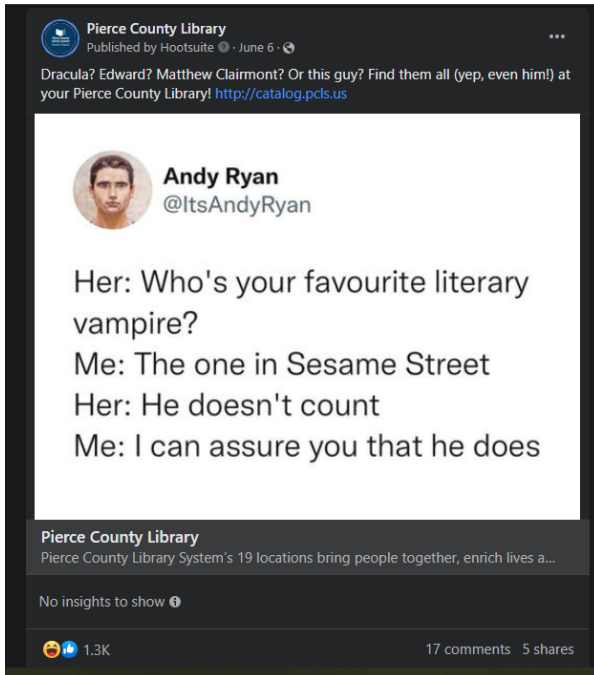 Pierce County Library
Published by Hootsuite · June 6 ·
Dracula? Edward? Matthew Clairmont? Or this guy? Find them all (yep, even him!) at
your Pierce County Library! http://catalog.pcls.us
Andy Ryan
@ItsAndyRyan
Her: Who's your favourite literary
vampire?
Me: The one in Sesame Street
Her: He doesn't count
Me: I can assure you that he does
Pierce County Library
Pierce County Library System's 19 locations bring people together, enrich lives a...
No insights to show
1.3K
17 comments 5 shares